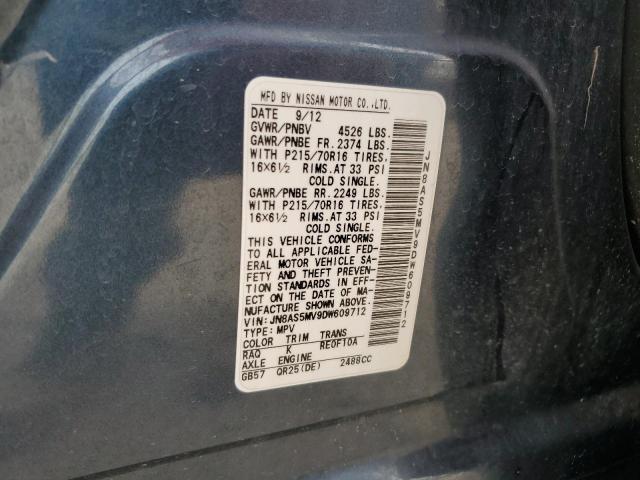 MFD BY NISSAN MOTOR CO.,LTD.
DATE 9/12
GVWR/PNBV 4526 LBS.
GAWR/PNBE FR. 2374 LBS.
WITH P215/70R16 TIRES.
16×6½ RIMS.AT 33 PSI
COLD SINGLE.
GAWR/PNBE RR. 2249 LBS.
WITH P215/70R16 TIRES.
16×6½ RIMS.AT 33 PSI
COLD SINGLE.
THIS VEHICLE CONFORMS
TO ALL APPLICABLE FED-
ERAL MOTOR VEHICLE SA-
FETY AND THEFT PREVEN-
TION STANDARDS IN EFF-
ECT ON THE DATE OF MA-
NUFACTURE SHOWN ABOVE.
VIN: JN8AS5MV9DW609712
TYPE: MPV
COLOR TRIM TRANS
RAQ K RE0F10A
AXLE ENGINE
GB57 QR25(DE) 2488CC
JN8AS5MV9DW609712